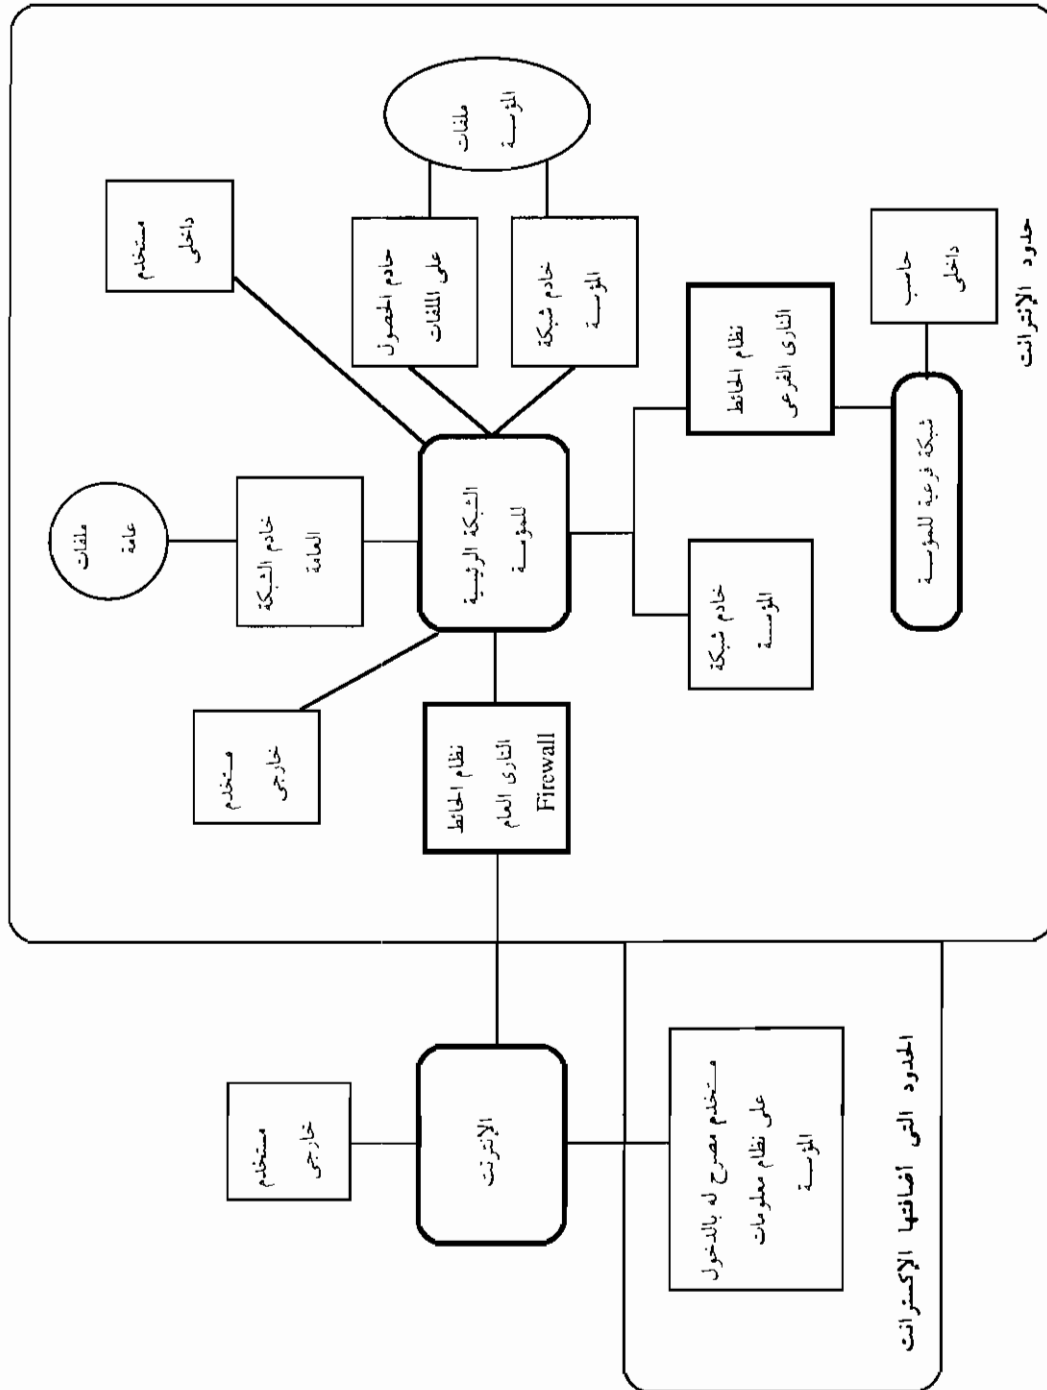 مستخدم
خارجى
الإنترنت
مستخدم مصرح له بالدخول
على نظام معلومات
المؤسسة
الحدود التى أضافتها الإكسترانت
مستخدم
خارجى
نظام الحائط
النارى العام
Firewall
ملفات
عامة
خادم الشبكة
العامة
الشبكة الرئيسية
للمؤسسة
خادم شبكة
المؤسسة
مستخدم
داخلى
خادم الحصول
على الملفات
خادم شبكة
المؤسسة
ملفات
المؤسسة
نظام الحائط
النارى الفرعى
شبكة فرعية للمؤسسة
حاسب
داخلى
حدود الإنترانت